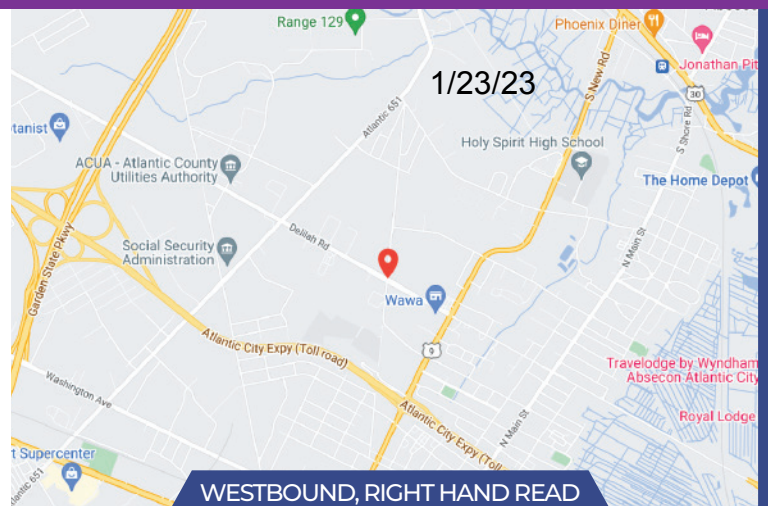 Range 129
Phoenix Diner
Jonathan Pit
1/23/23
S New Rd
30
Atlantic 651
S Shore Rd
tanist
Holy Spirit High School
ACUA - Atlantic County
Utilities Authority
The Home Depot
Delilah Rd
Social Security
Administration
N Main St
Garden State Pkwy
Wawa
Atlantic City Expy (Toll road)
9
Travelodge by Wyndham
Absecon Atlantic City
Washington Ave
Royal Lodge
Atlantic City Expy (Toll
N Main St
t Supercenter
antic 651
WESTBOUND, RIGHT HAND READ